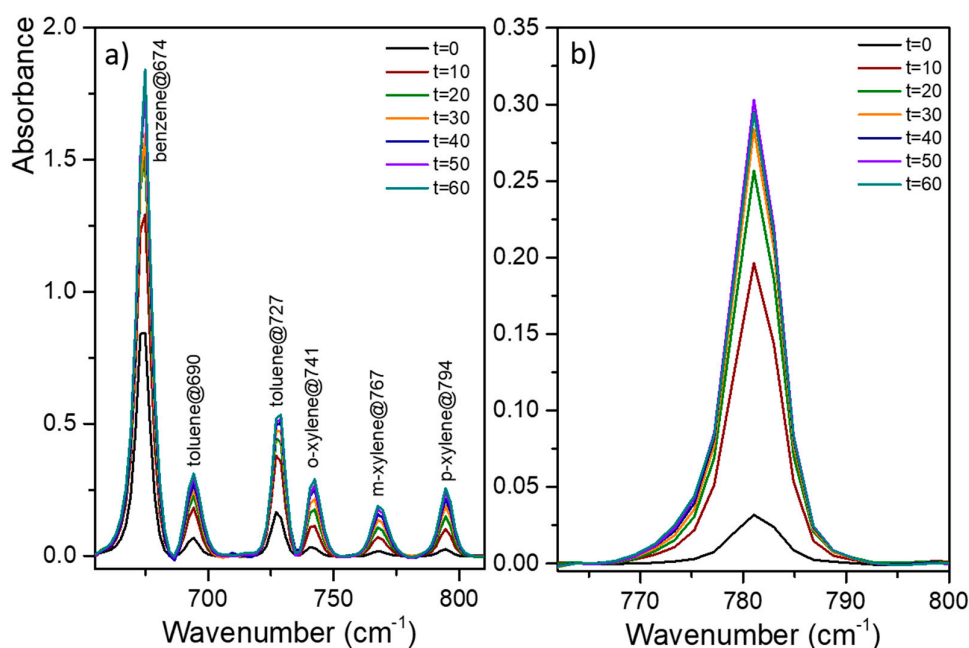 a)
Absorbance
2.0
1.5
1.0
0.5
0.0
benzene@674
toluene@690
toluene@727
o-xylene@741
m-xylene@767
p-xylene@794
t=0
t=10
t=20
t=30
t=40
t=50
t=60
700 750 800
Wavenumber (cm⁻¹)
b)
0.35
0.30
0.25
0.20
0.15
0.10
0.05
0.00
t=0
t=10
t=20
t=30
t=40
t=50
t=60
770 780 790 800
Wavenumber (cm⁻¹)